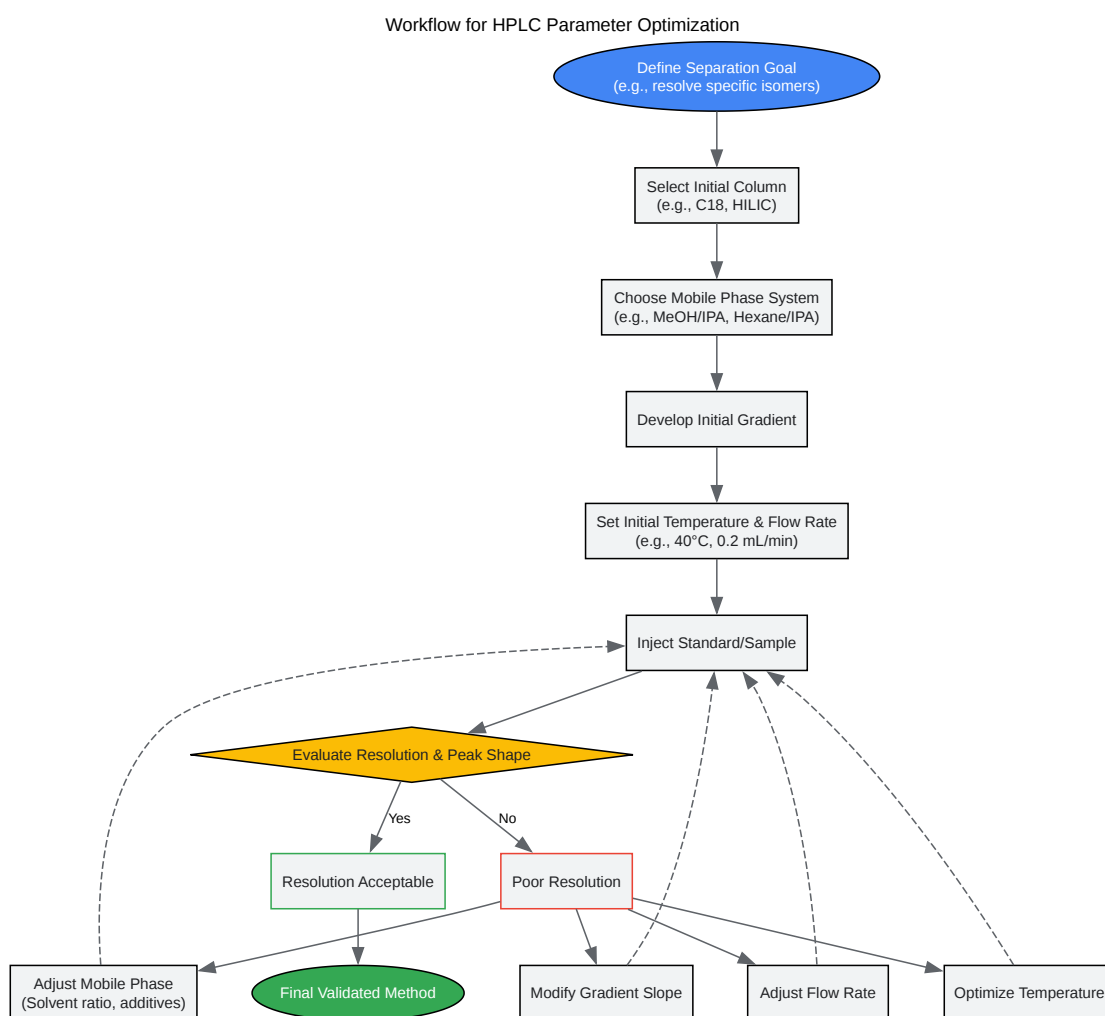 Workflow for HPLC Parameter Optimization
Define Separation Goal
(e.g., resolve specific isomers)
Select Initial Column
(e.g., C18, HILIC)
Choose Mobile Phase System
(e.g., MeOH/IPA, Hexane/IPA)
Develop Initial Gradient
Set Initial Temperature & Flow Rate
(e.g., 40°C, 0.2 mL/min)
Inject Standard/Sample
Evaluate Resolution & Peak Shape
Yes
No
Resolution Acceptable
Poor Resolution
Adjust Mobile Phase
(Solvent ratio, additives)
Final Validated Method
Modify Gradient Slope
Adjust Flow Rate
Optimize Temperature